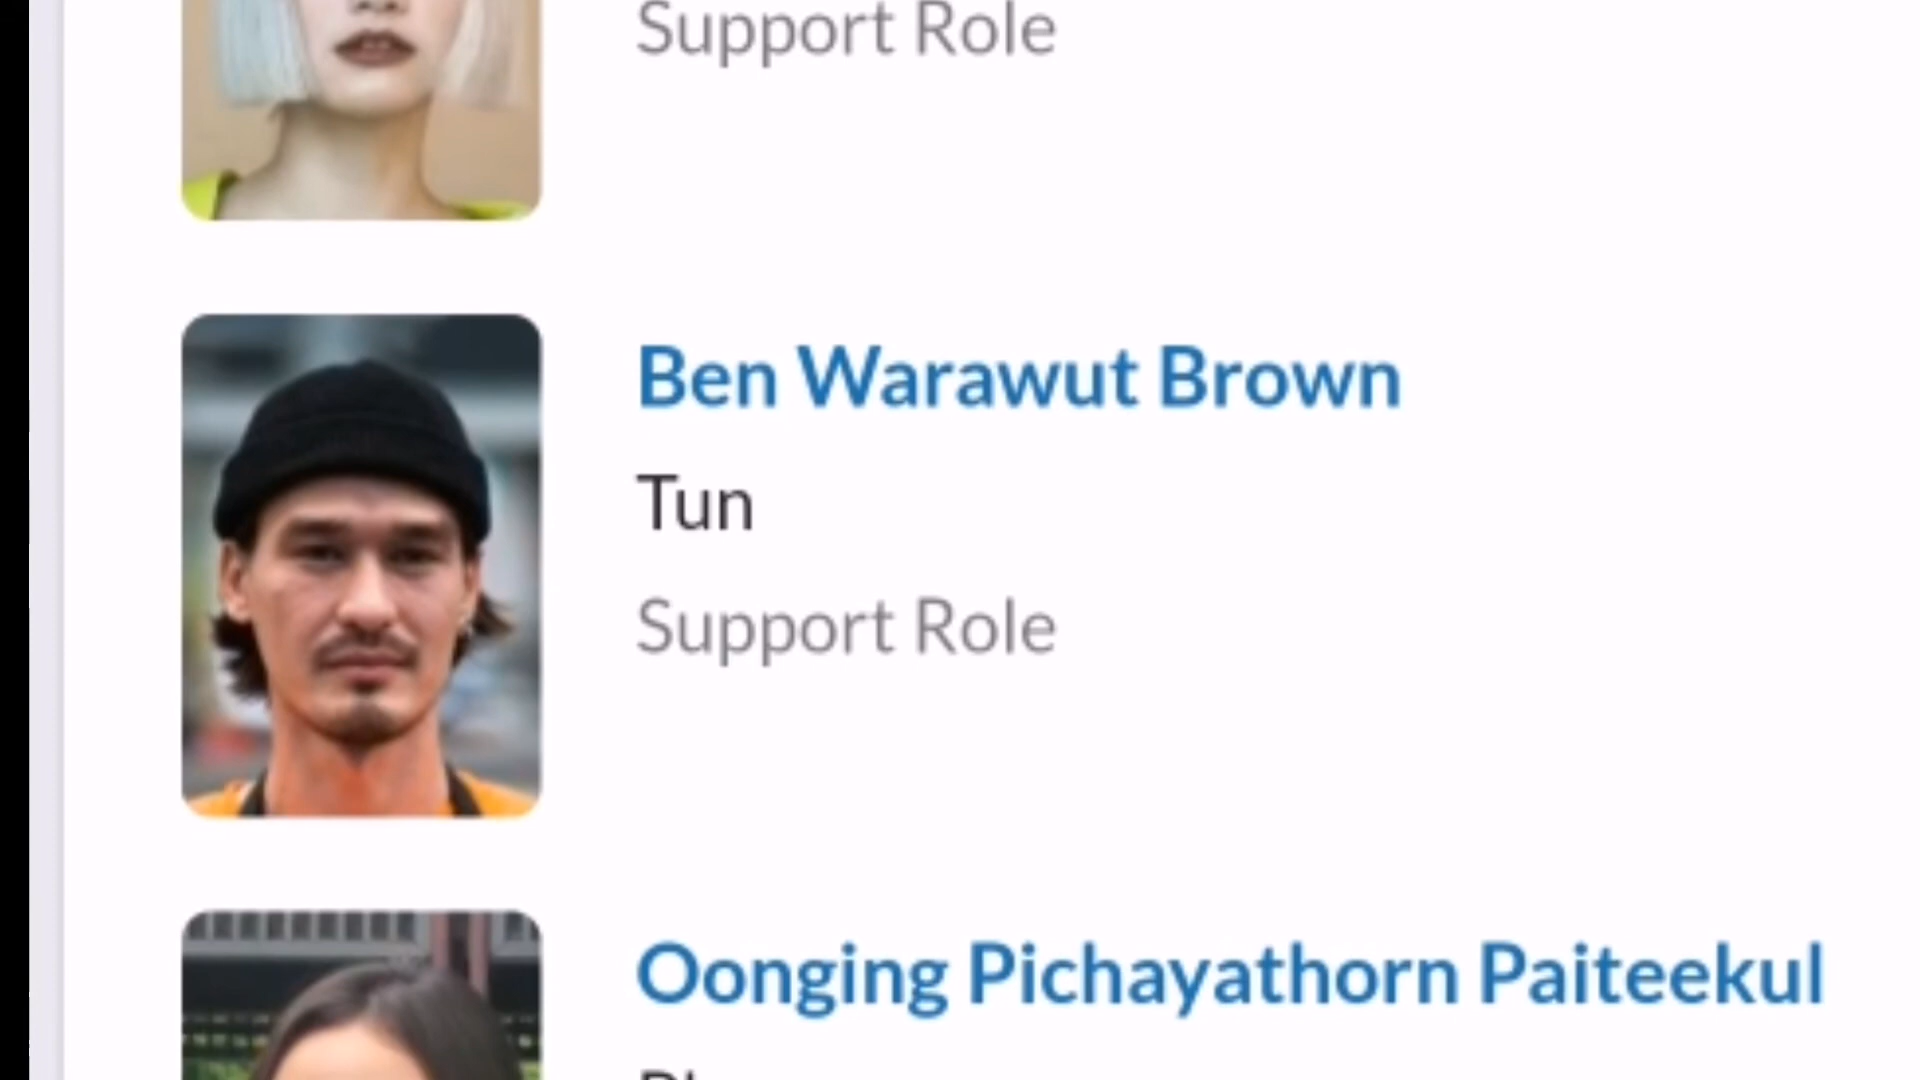 Support Role
Ben Warawut Brown
Tun
Support Role
Oonging Pichayathorn Paiteekul